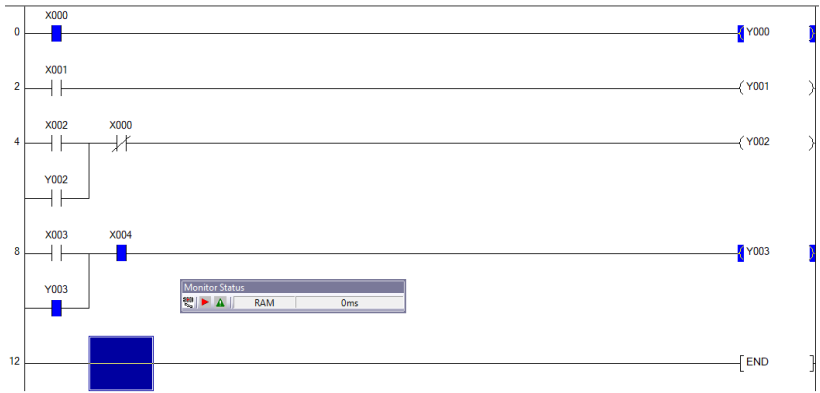 X000
0 Y000
X001
2 Y001
X002 X000
4 Y002
Y002
X003 X004
8 Y003
Y003
Monitor Status
RAM 0ms
12 END